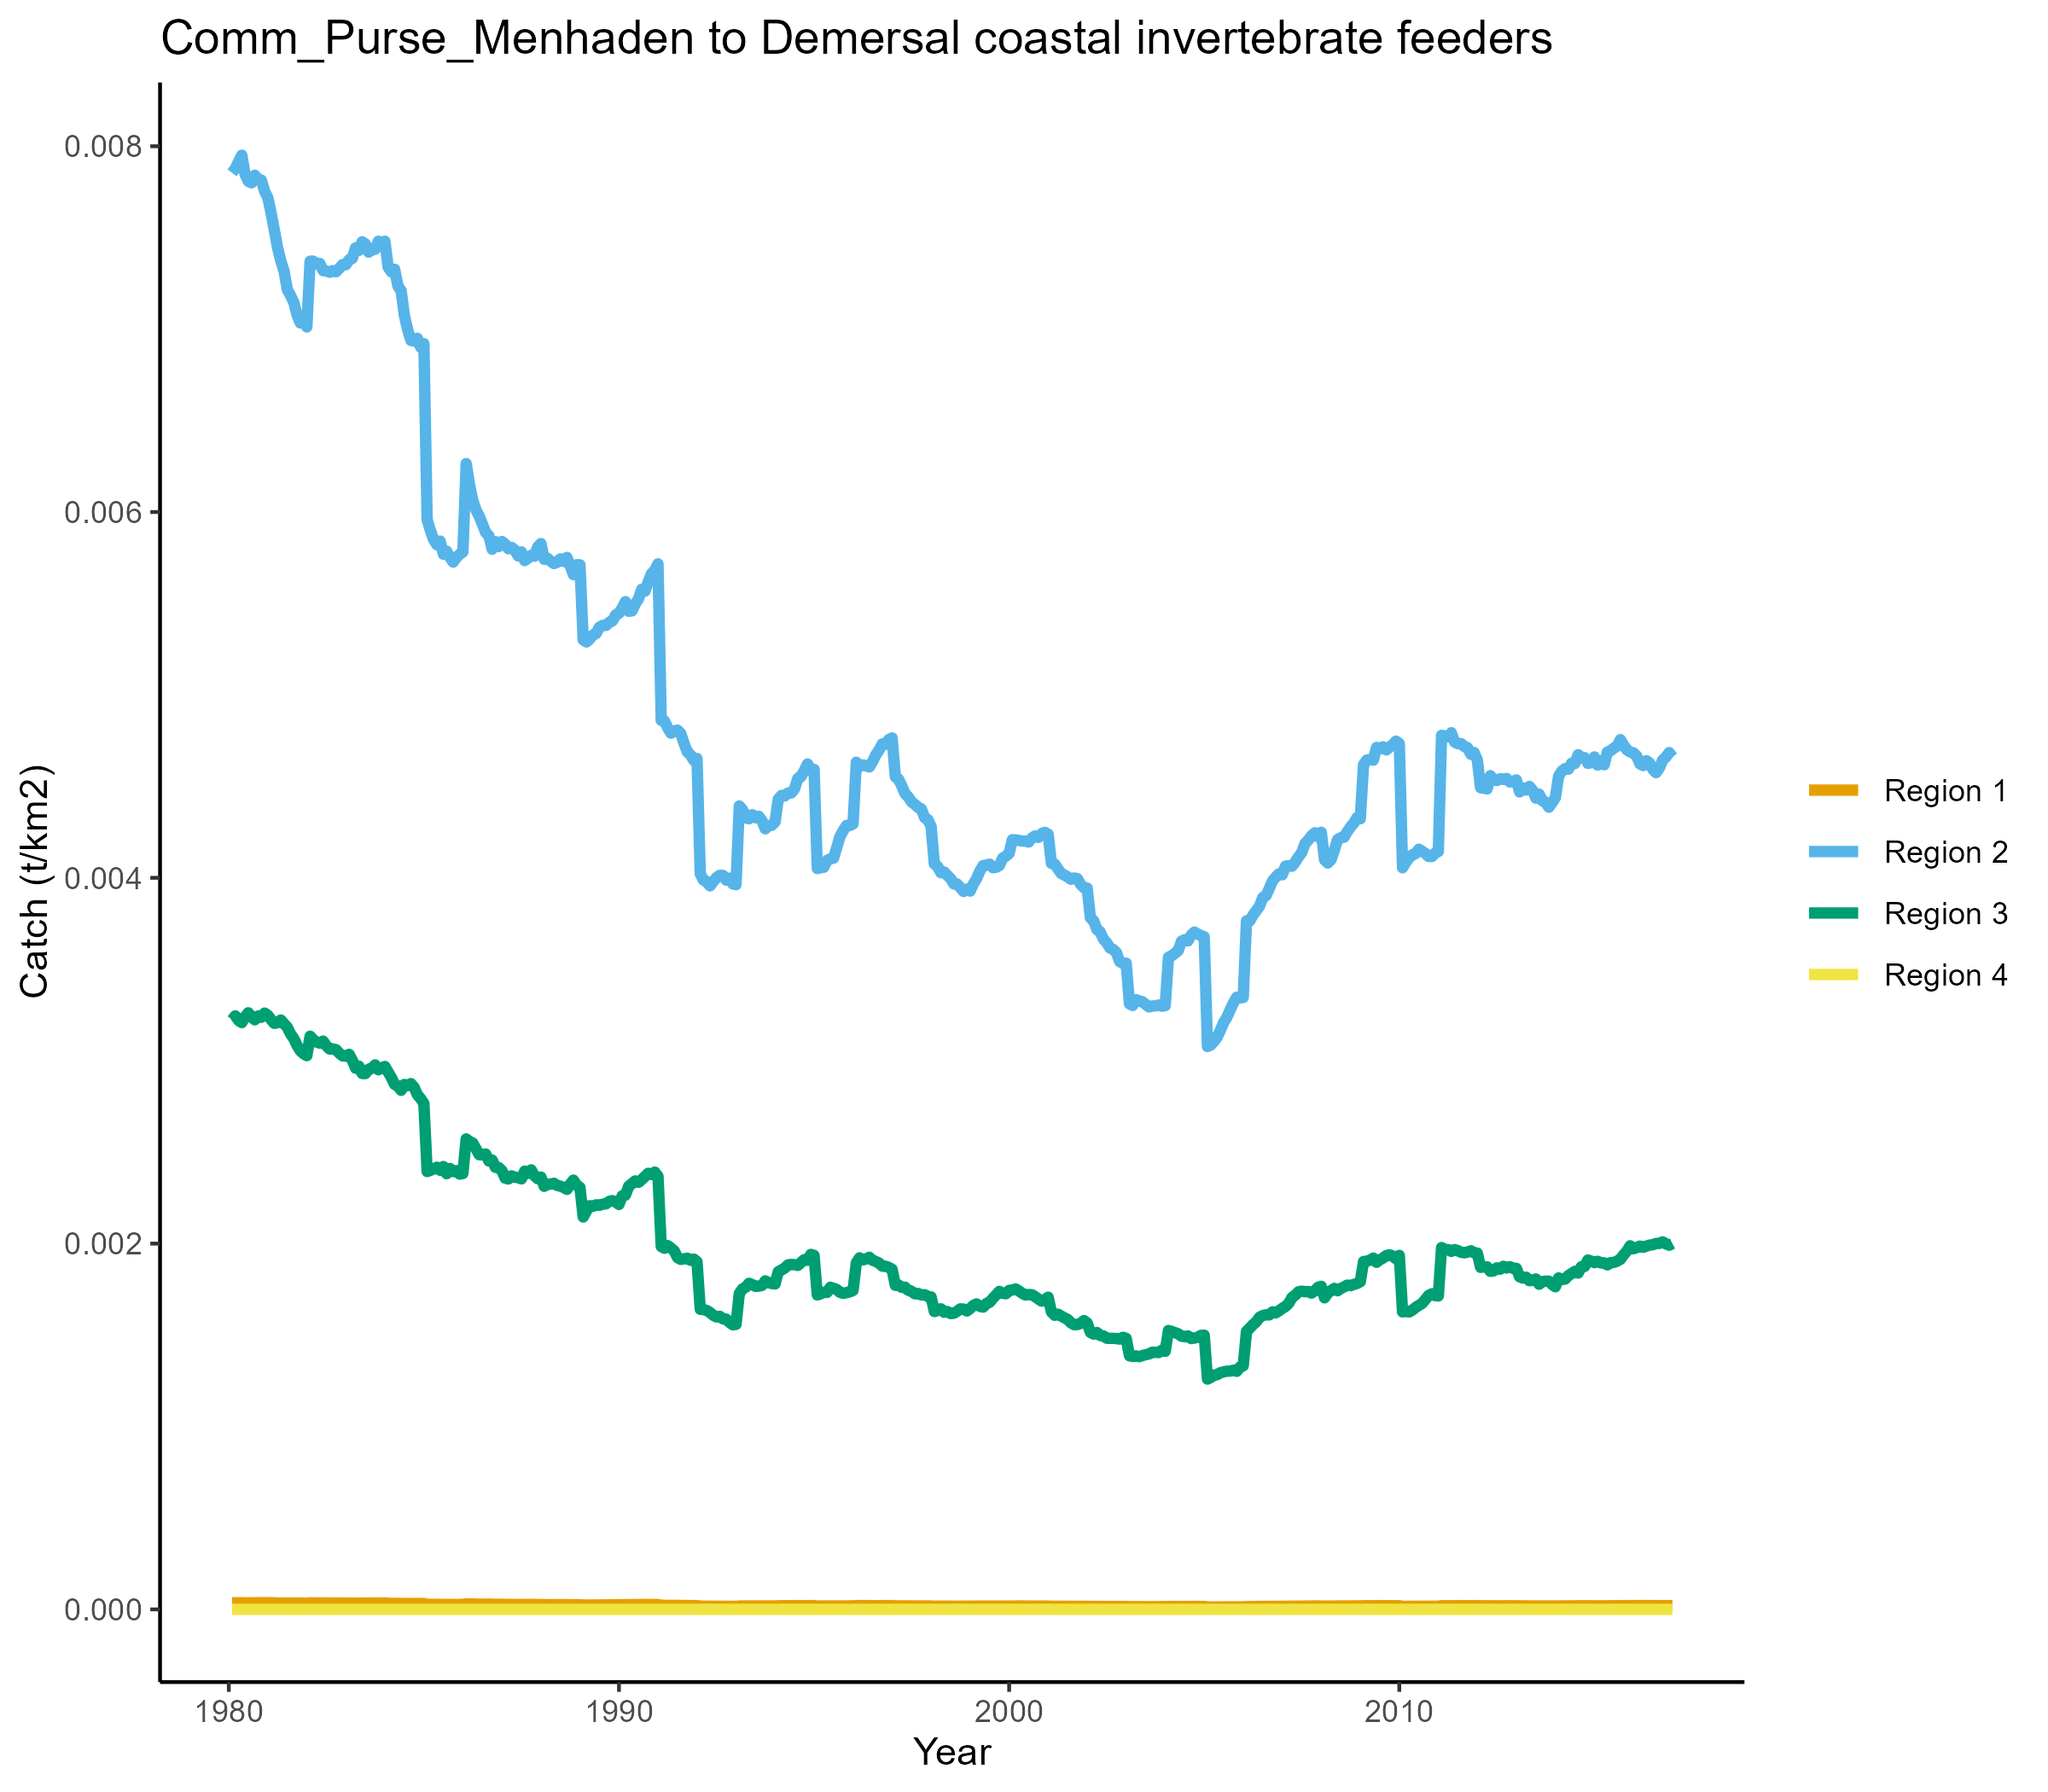 Comm_Purse_Menhaden to Demersal coastal invertebrate feeders
Catch (t/km2)
0.008
0.006
0.004
0.002
0.000
1980 1990 2000 2010
Year
Region 1
Region 2
Region 3
Region 4